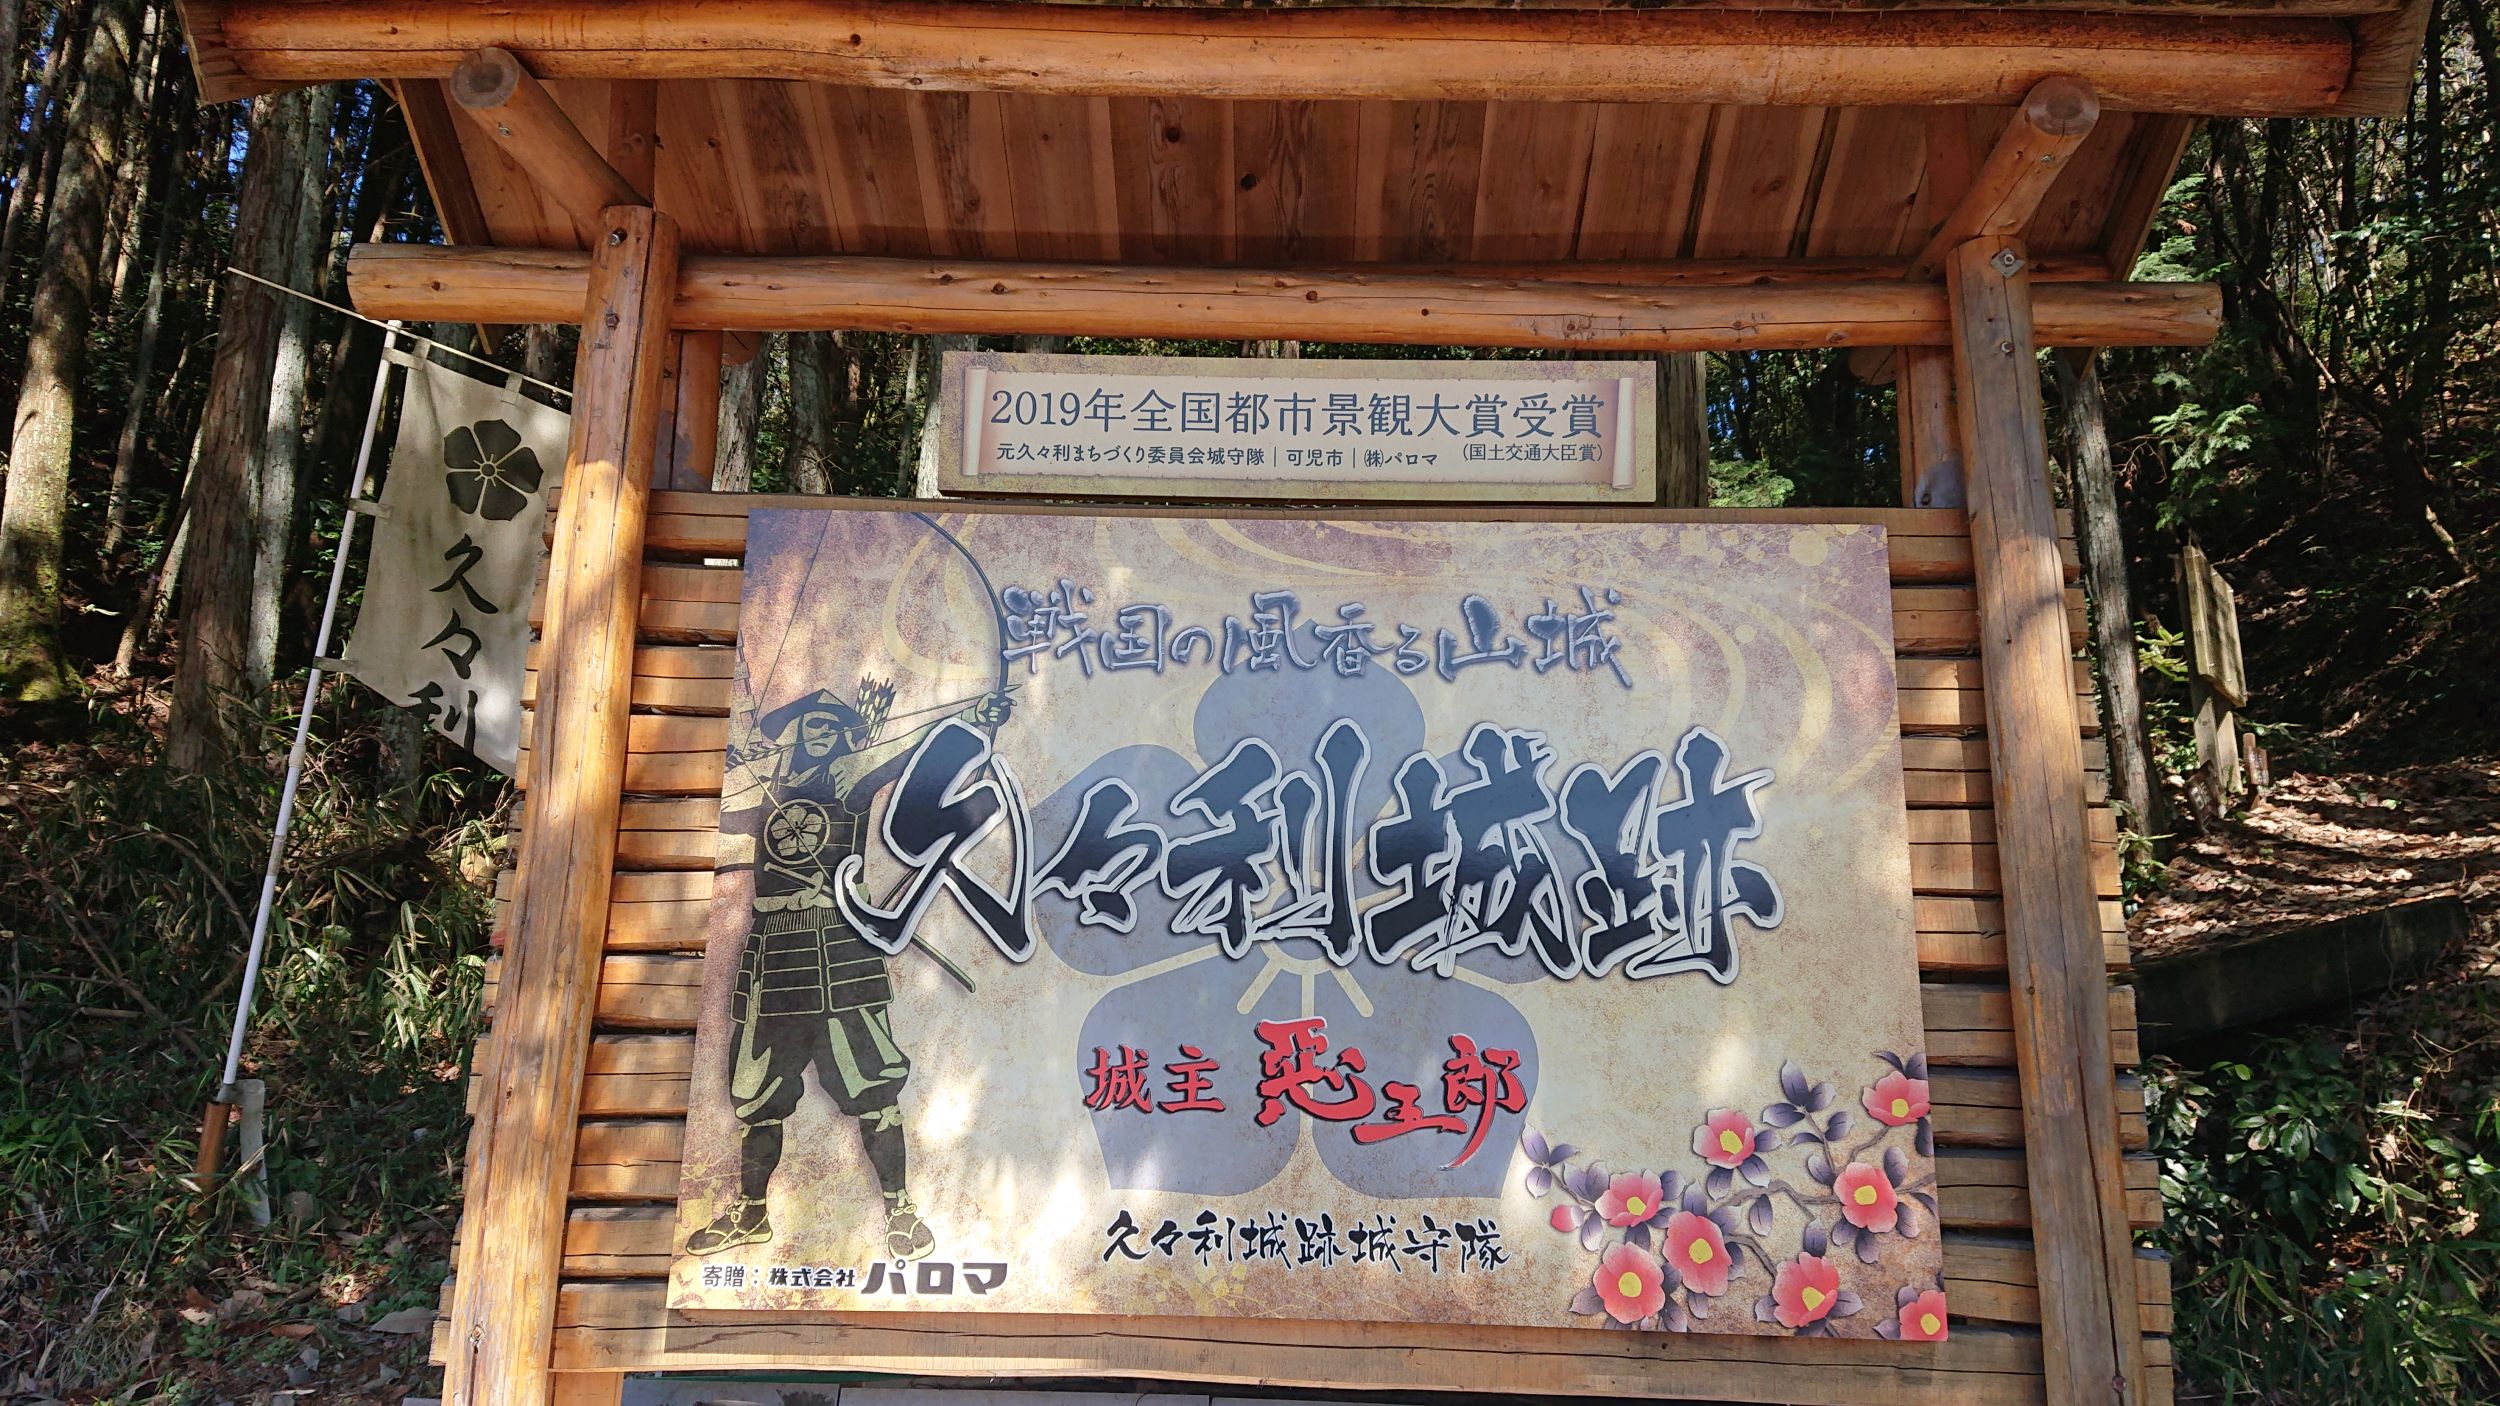 2019年全国都市景観大賞受賞
元久々利まちづくり委員会城守隊|可児市|㈱パロマ (国土交通大臣賞)
久々利
戦国の風香る山城
久々利城跡
城主 悪五郎
久々利城跡城守隊
寄贈：株式会社パロマ